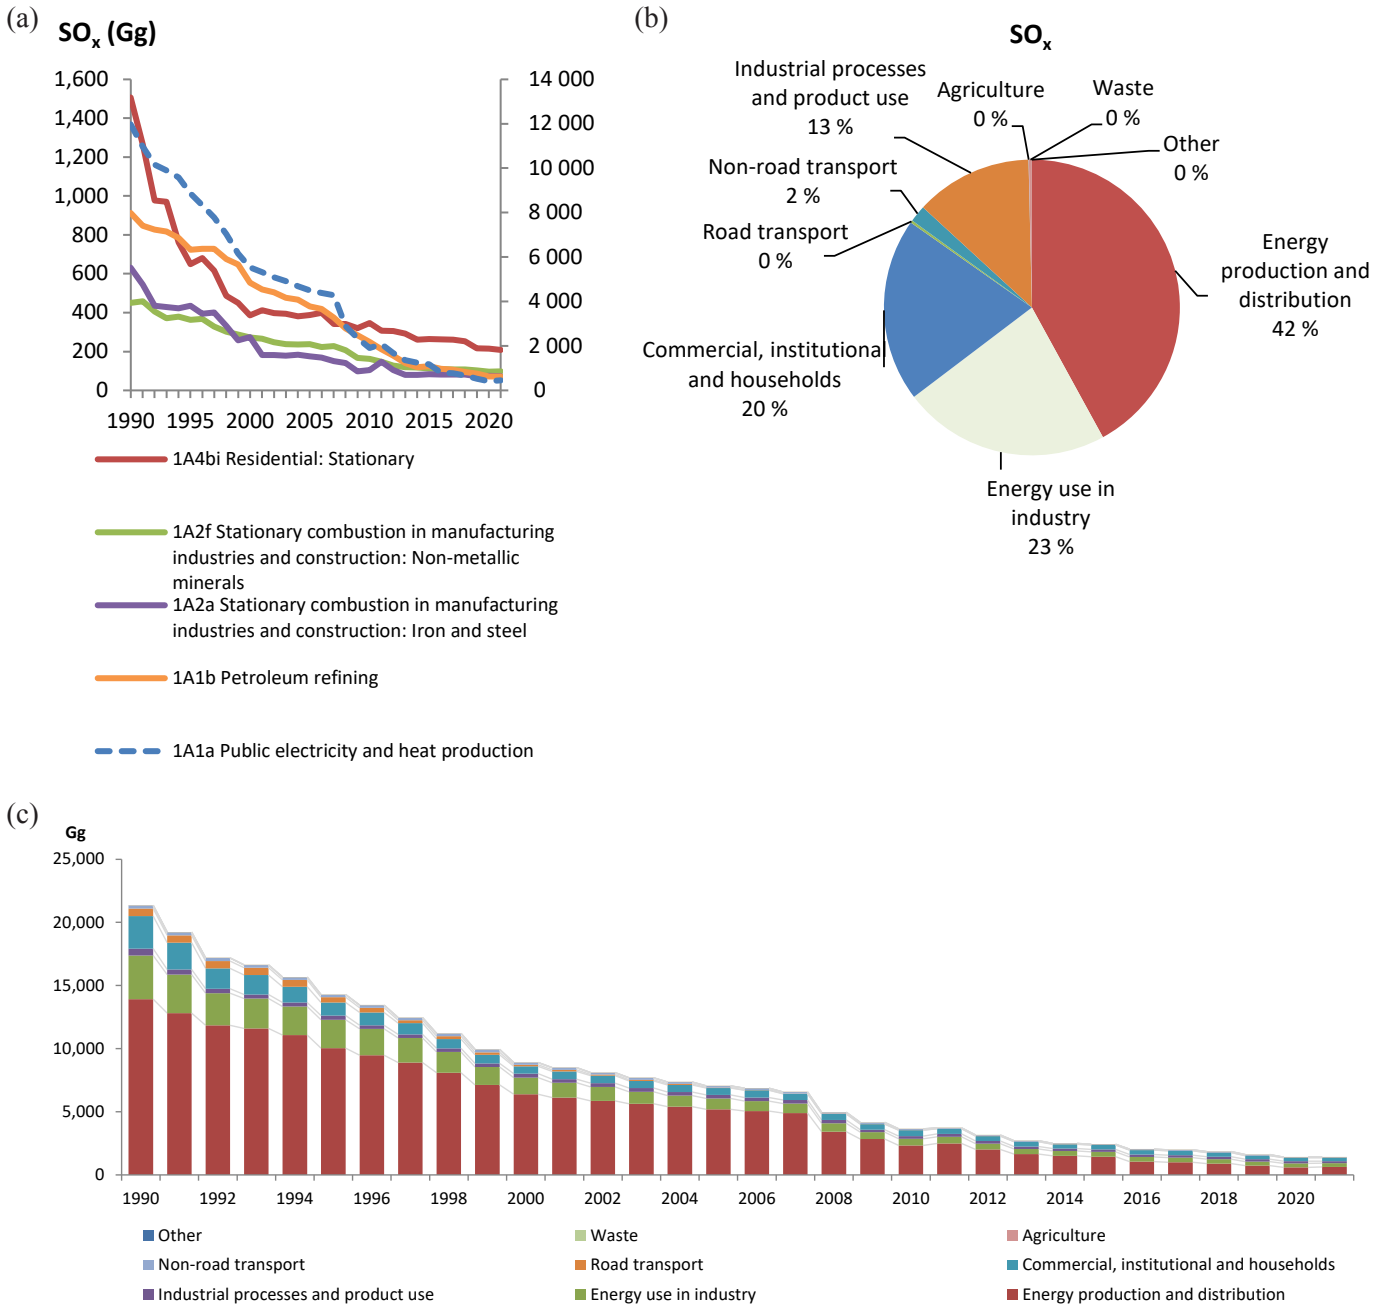 (a)
SOx (Gg)
1,600
1,400
1,200
1,000
800
600
400
200
0
14 000
12 000
10 000
8 000
6 000
4 000
2 000
0
1990 1995 2000 2005 2010 2015 2020
1A4bi Residential: Stationary
1A2f Stationary combustion in manufacturing
industries and construction: Non-metallic
minerals
1A2a Stationary combustion in manufacturing
industries and construction: Iron and steel
1A1b Petroleum refining
1A1a Public electricity and heat production
(b)
SOx
Industrial processes
and product use
13 %
Agriculture
0 %
Waste
0 %
Other
0 %
Non-road transport
2 %
Road transport
0 %
Energy
production and
distribution
42 %
Commercial, institutional
and households
20 %
Energy use in
industry
23 %
(c)
Gg
25,000
20,000
15,000
10,000
5,000
0
1990 1992 1994 1996 1998 2000 2002 2004 2006 2008 2010 2012 2014 2016 2018 2020
Other Waste Agriculture
Non-road transport Road transport Commercial, institutional and households
Industrial processes and product use Energy use in industry Energy production and distribution